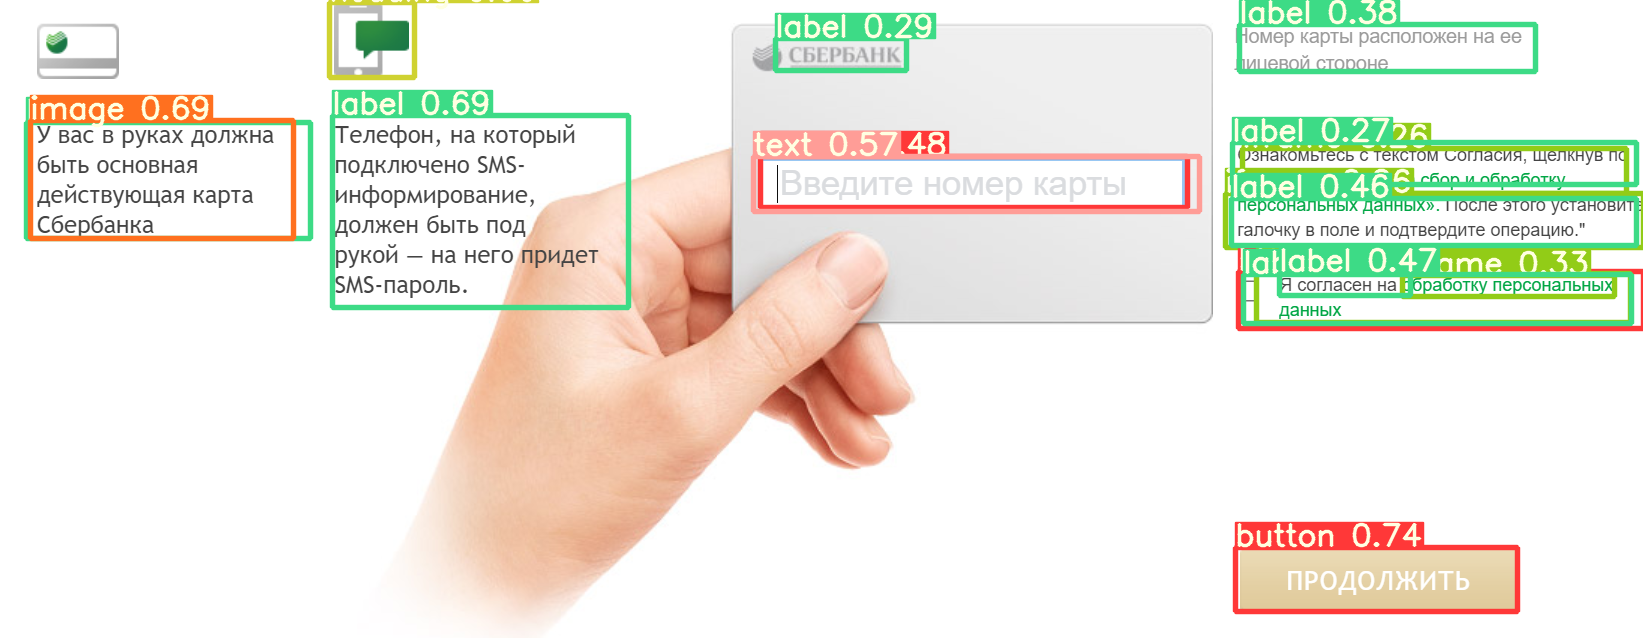 image 0.69
У вас в руках должна
быть основная
действующая карта
Сбербанка
label 0.69
Телефон, на который
подключено SMS-
информирование,
должен быть под
рукой — на него придет
SMS-пароль.
label 0.29
СБЕРБАНК
text 0.57 48
Введите номер карты
label 0.38
Номер карты расположен на ее
лицевой стороне
label 0.27 26
Ознакомьтесь с текстом Согласия, щелкнув по
label 0.46 сбор и обработку
персональных данных». После этого установите
галочку в поле и подтвердите операцию."
label 0.47 ame 0.33
Я согласен на обработку персональных
данных
button 0.74
ПРОДОЛЖИТЬ